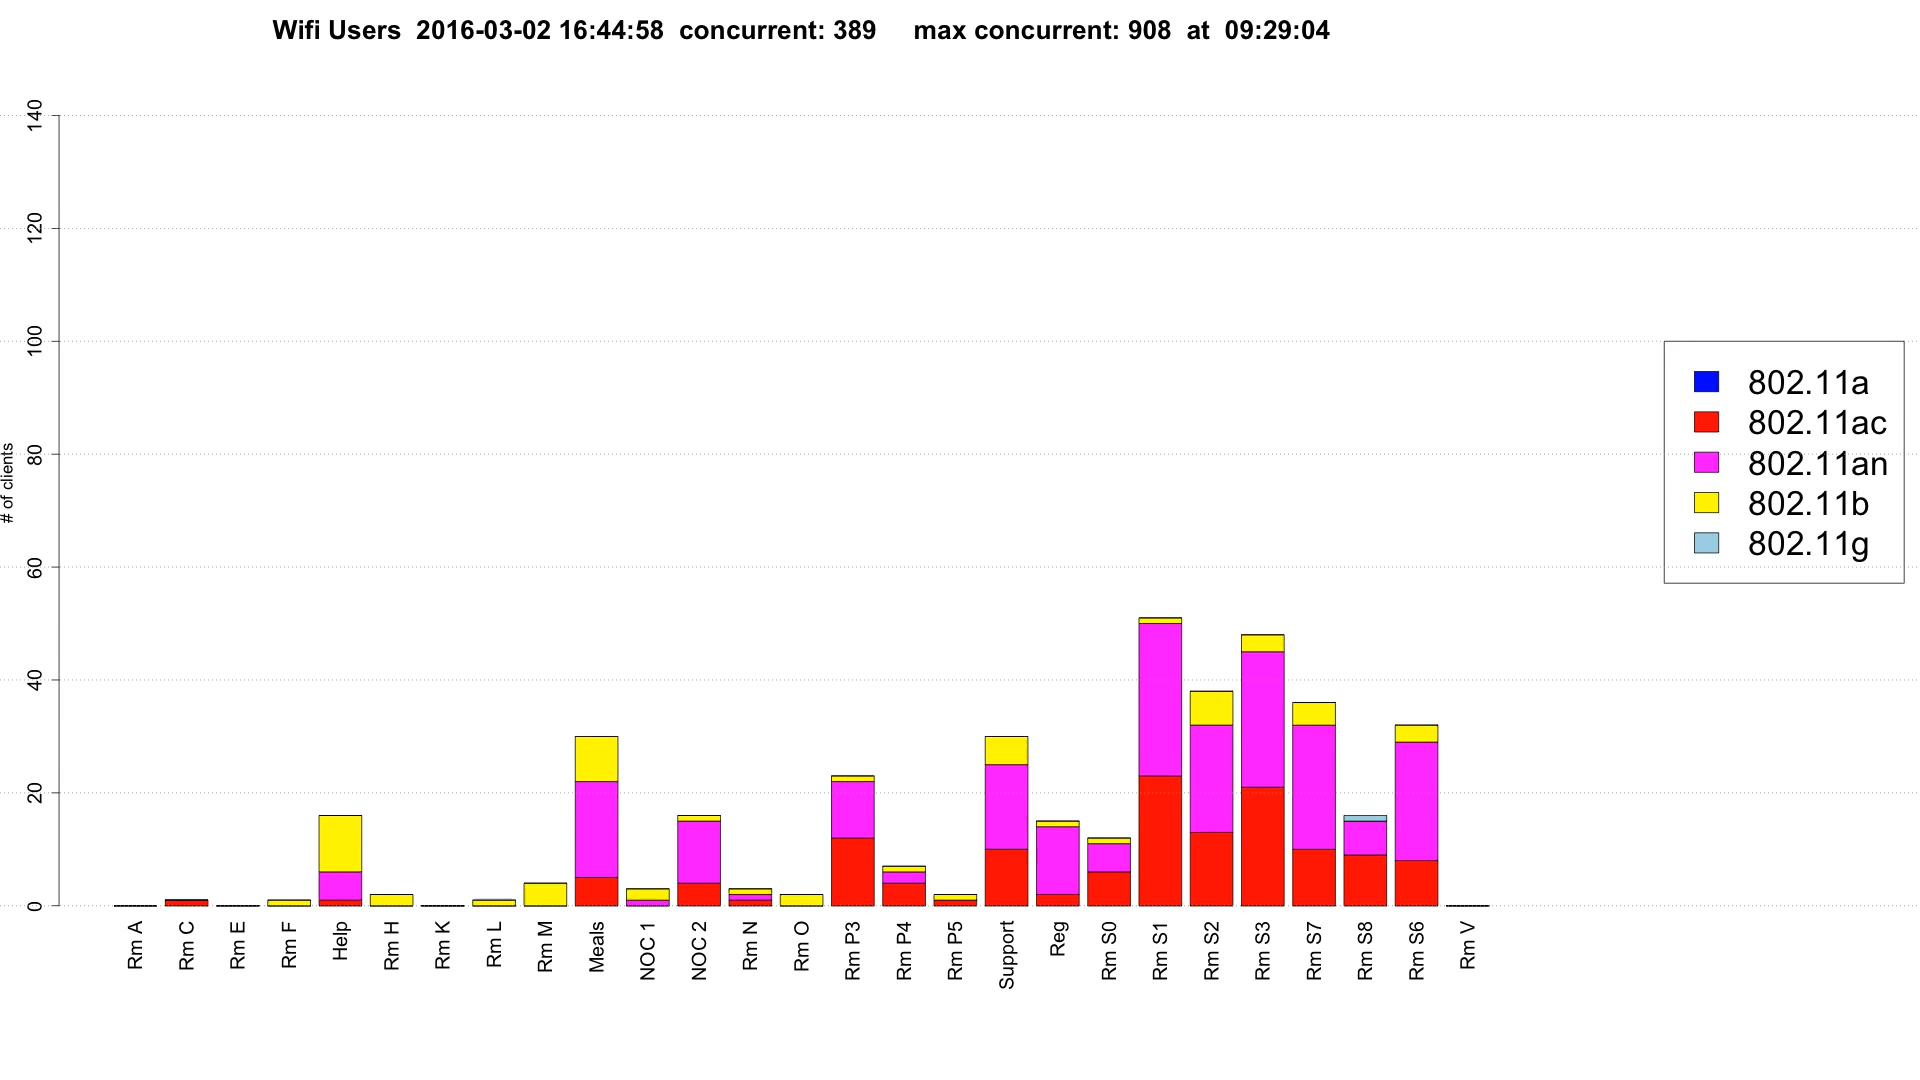 Wifi Users  2016-03-02 16:44:58  concurrent: 389     max concurrent: 908  at  09:29:04
140
120
100
80
60
40
20
0
# of clients
802.11a
802.11ac
802.11an
802.11b
802.11g
Rm A
Rm C
Rm E
Rm F
Help
Rm H
Rm K
Rm L
Rm M
Meals
NOC 1
NOC 2
Rm N
Rm O
Rm P3
Rm P4
Rm P5
Support
Reg
Rm S0
Rm S1
Rm S2
Rm S3
Rm S7
Rm S8
Rm S6
Rm V